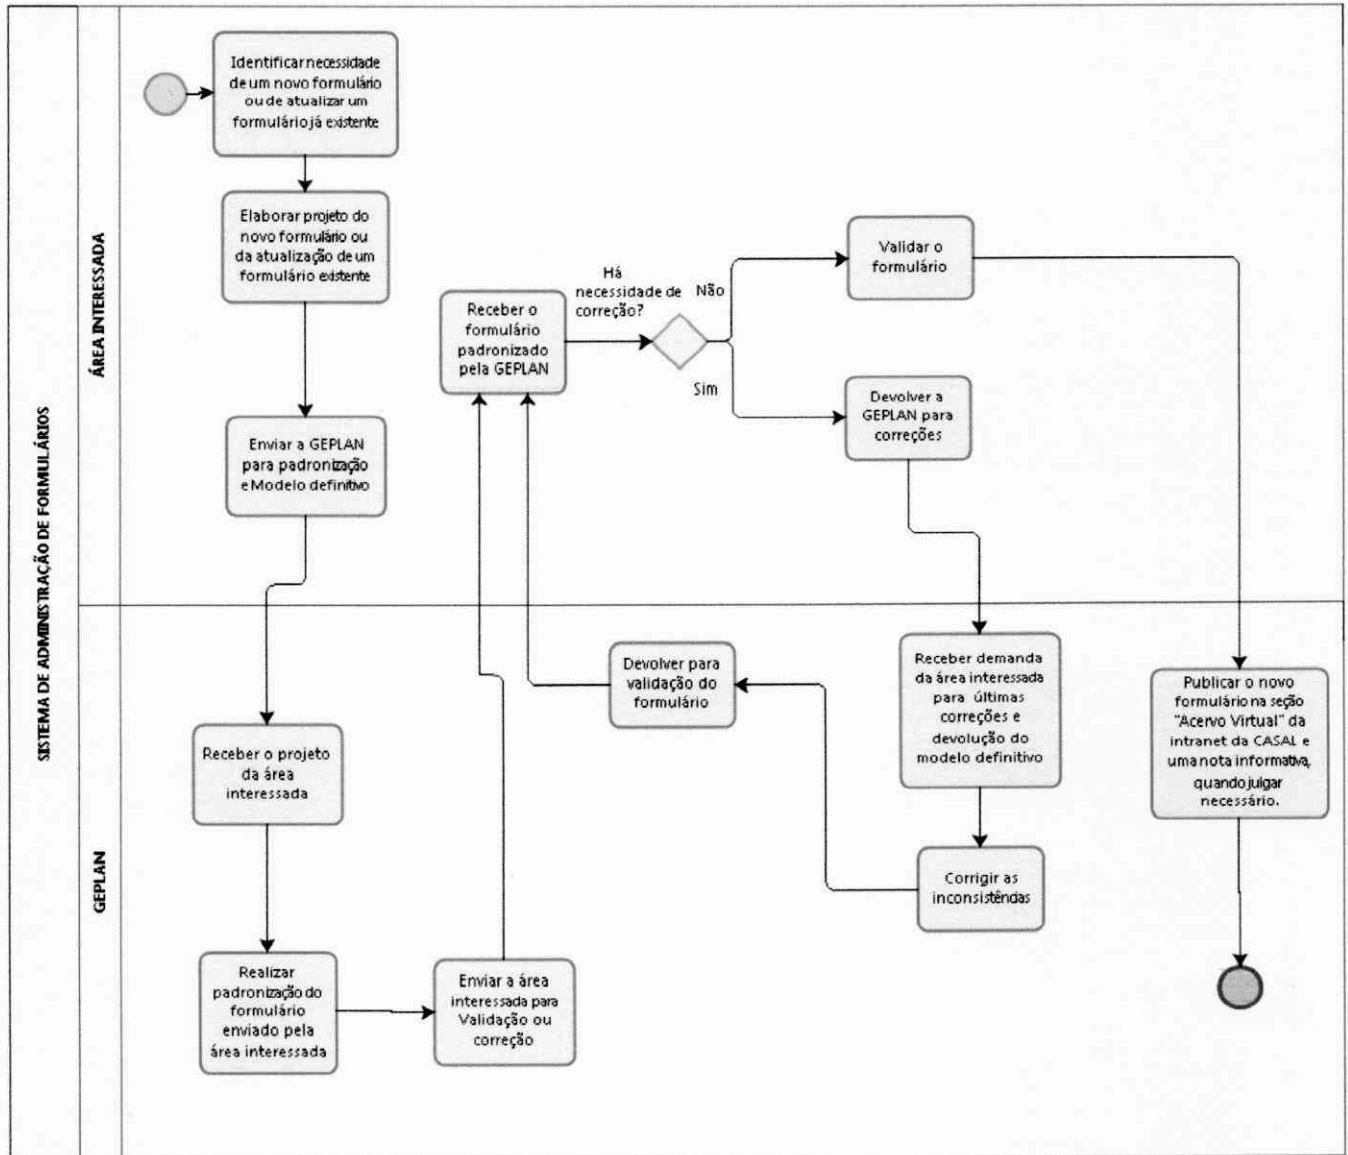 SISTEMA DE ADMINISTRAÇÃO DE FORMULÁRIOS
ÁREA INTERESSADA
Identificar necessidade
de um novo formulário
ou de atualizar um
formulário já existente
Elaborar projeto do
novo formulário ou
da atualização de um
formulário existente
Enviar a GEPLAN
para padronização
e Modelo definitivo
Receber o
formulário
padronizado
pela GEPLAN
Há
necessidade de
correção?
Não
Sim
Validar o
formulário
Devolver a
GEPLAN para
correções
GEPLAN
Receber o projeto
da área
interessada
Realizar
padronização do
formulário
enviado pela
área interessada
Enviar a área
interessada para
Validação ou
correção
Devolver para
validação do
formulário
Receber demanda
da área interessada
para últimas
correções e
devolução do
modelo definitivo
Corrigir as
inconsistências
Publicar o novo
formulário na seção
"Acervo Virtual" da
intranet da CASAL e
uma nota informativa,
quando julgar
necessário.